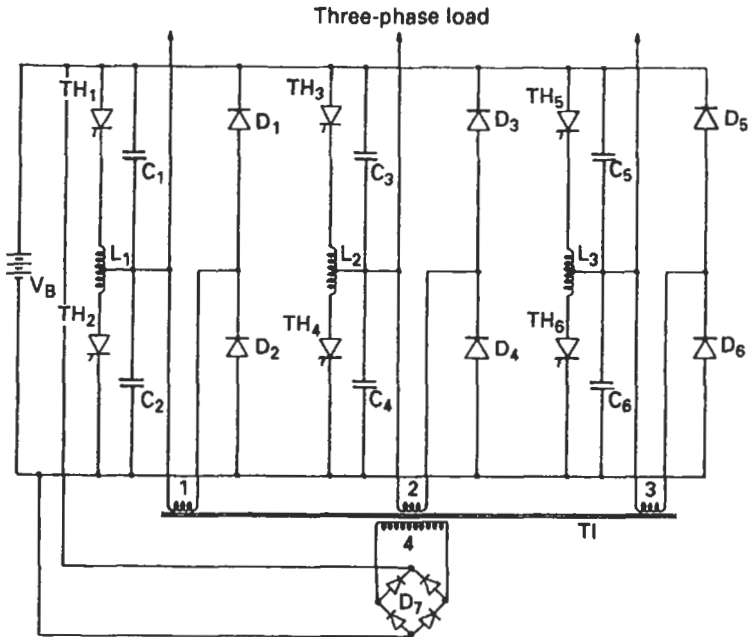 Three-phase load
TH1
TH3
TH5
D1
D3
D5
C1
C3
C5
L1
L2
L3
VB
TH2
TH4
TH6
D2
D4
D6
C2
C4
C6
1
2
3
T1
4
D7